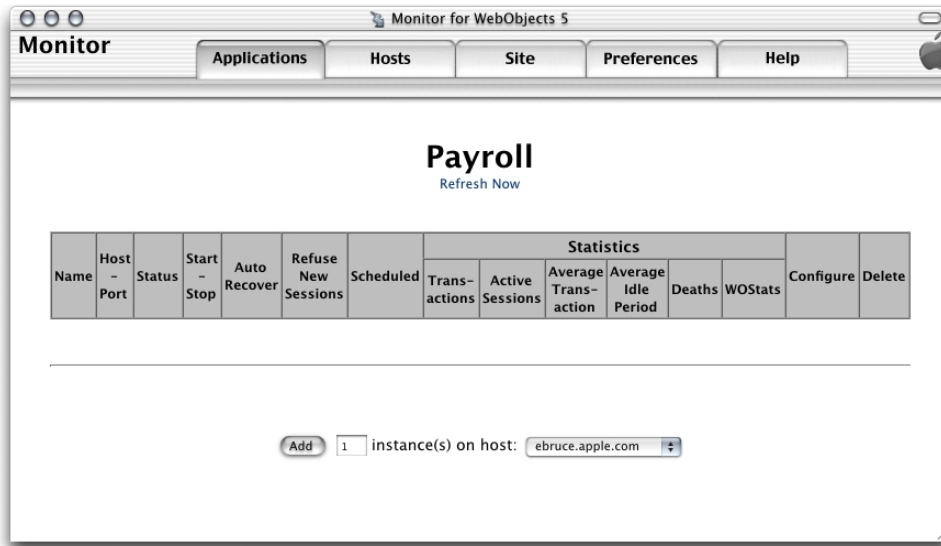 Monitor for WebObjects 5
Monitor
Applications
Hosts
Site
Preferences
Help
Payroll
Refresh Now
Name
Host
–
Port
Status
Start
–
Stop
Auto
Recover
Refuse
New
Sessions
Scheduled
Statistics
Trans-
actions
Active
Sessions
Average
Trans-
action
Average
Idle
Period
Deaths
WOStats
Configure
Delete
Add 1 instance(s) on host: ebruce.apple.com